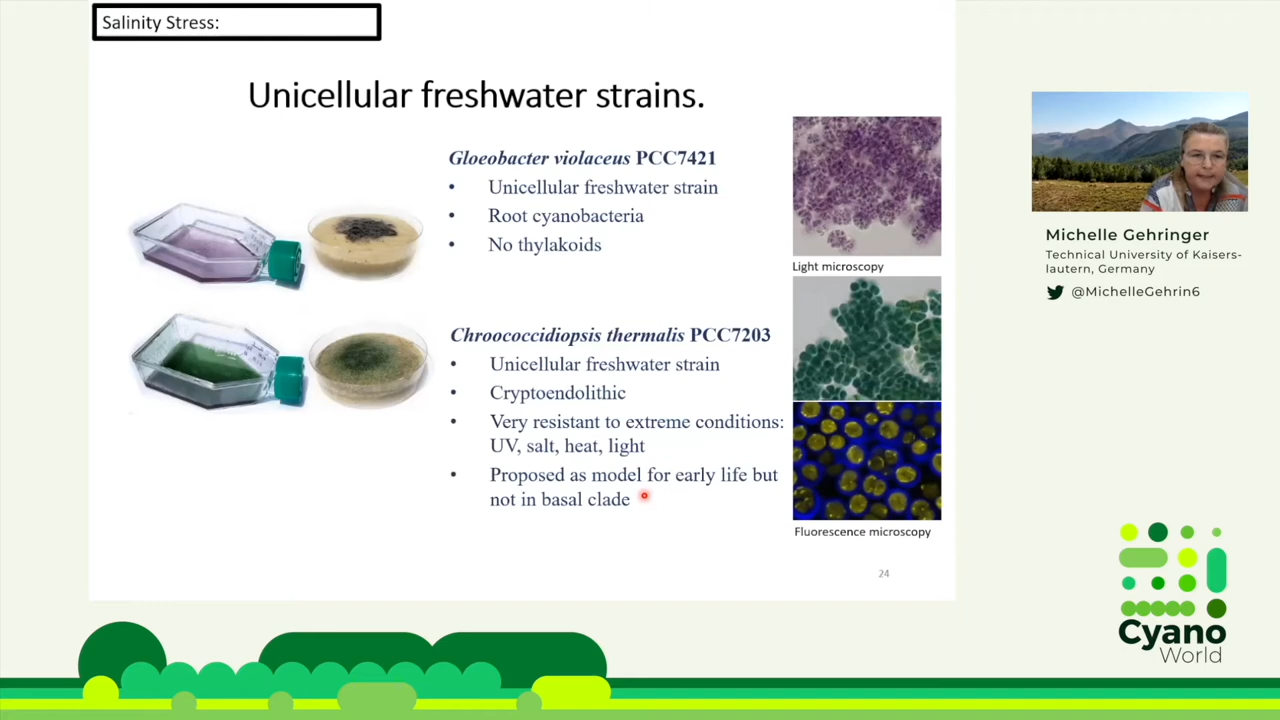 Salinity Stress:
Unicellular freshwater strains.
Gloeobacter violaceus PCC7421
• Unicellular freshwater strain
• Root cyanobacteria
• No thylakoids
Chroococcidiopsis thermalis PCC7203
• Unicellular freshwater strain
• Cryptoendolithic
• Very resistant to extreme conditions:
UV, salt, heat, light
• Proposed as model for early life but
not in basal clade
Light microscopy
Fluorescence microscopy
24
Michelle Gehringer
Technical University of Kaisers-
lautern, Germany
@MichelleGehrin6
Cyano
World